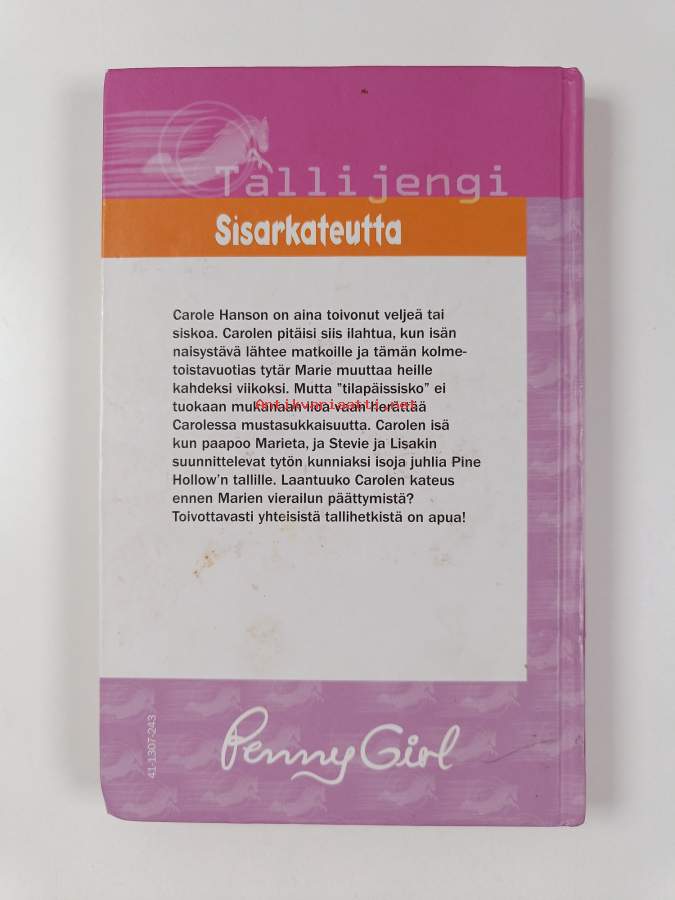 Tallijengi
Sisarkateutta
Carole Hanson on aina toivonut veljeä tai
siskoa. Carolen pitäisi siis ilahtua, kun isän
naisystävä lähtee matkoille ja tämän kolme-
toistavuotias tytär Marie muuttaa heille
kahdeksi viikoksi. Mutta "tilapäissisko" ei
tuokaan mukanaan iloa vaan herättää
Antikvariaatti.net
Carolessa mustasukkaisuutta. Carolen isä
kun paapoo Marieta, ja Stevie ja Lisakin
suunnittelevat tytön kunniaksi isoja juhlia Pine
Hollow'n tallille. Laantuuko Carolen kateus
ennen Marien vierailun päättymistä?
Toivottavasti yhteisistä tallihetkistä on apua!
41-1307-243
Penny Girl